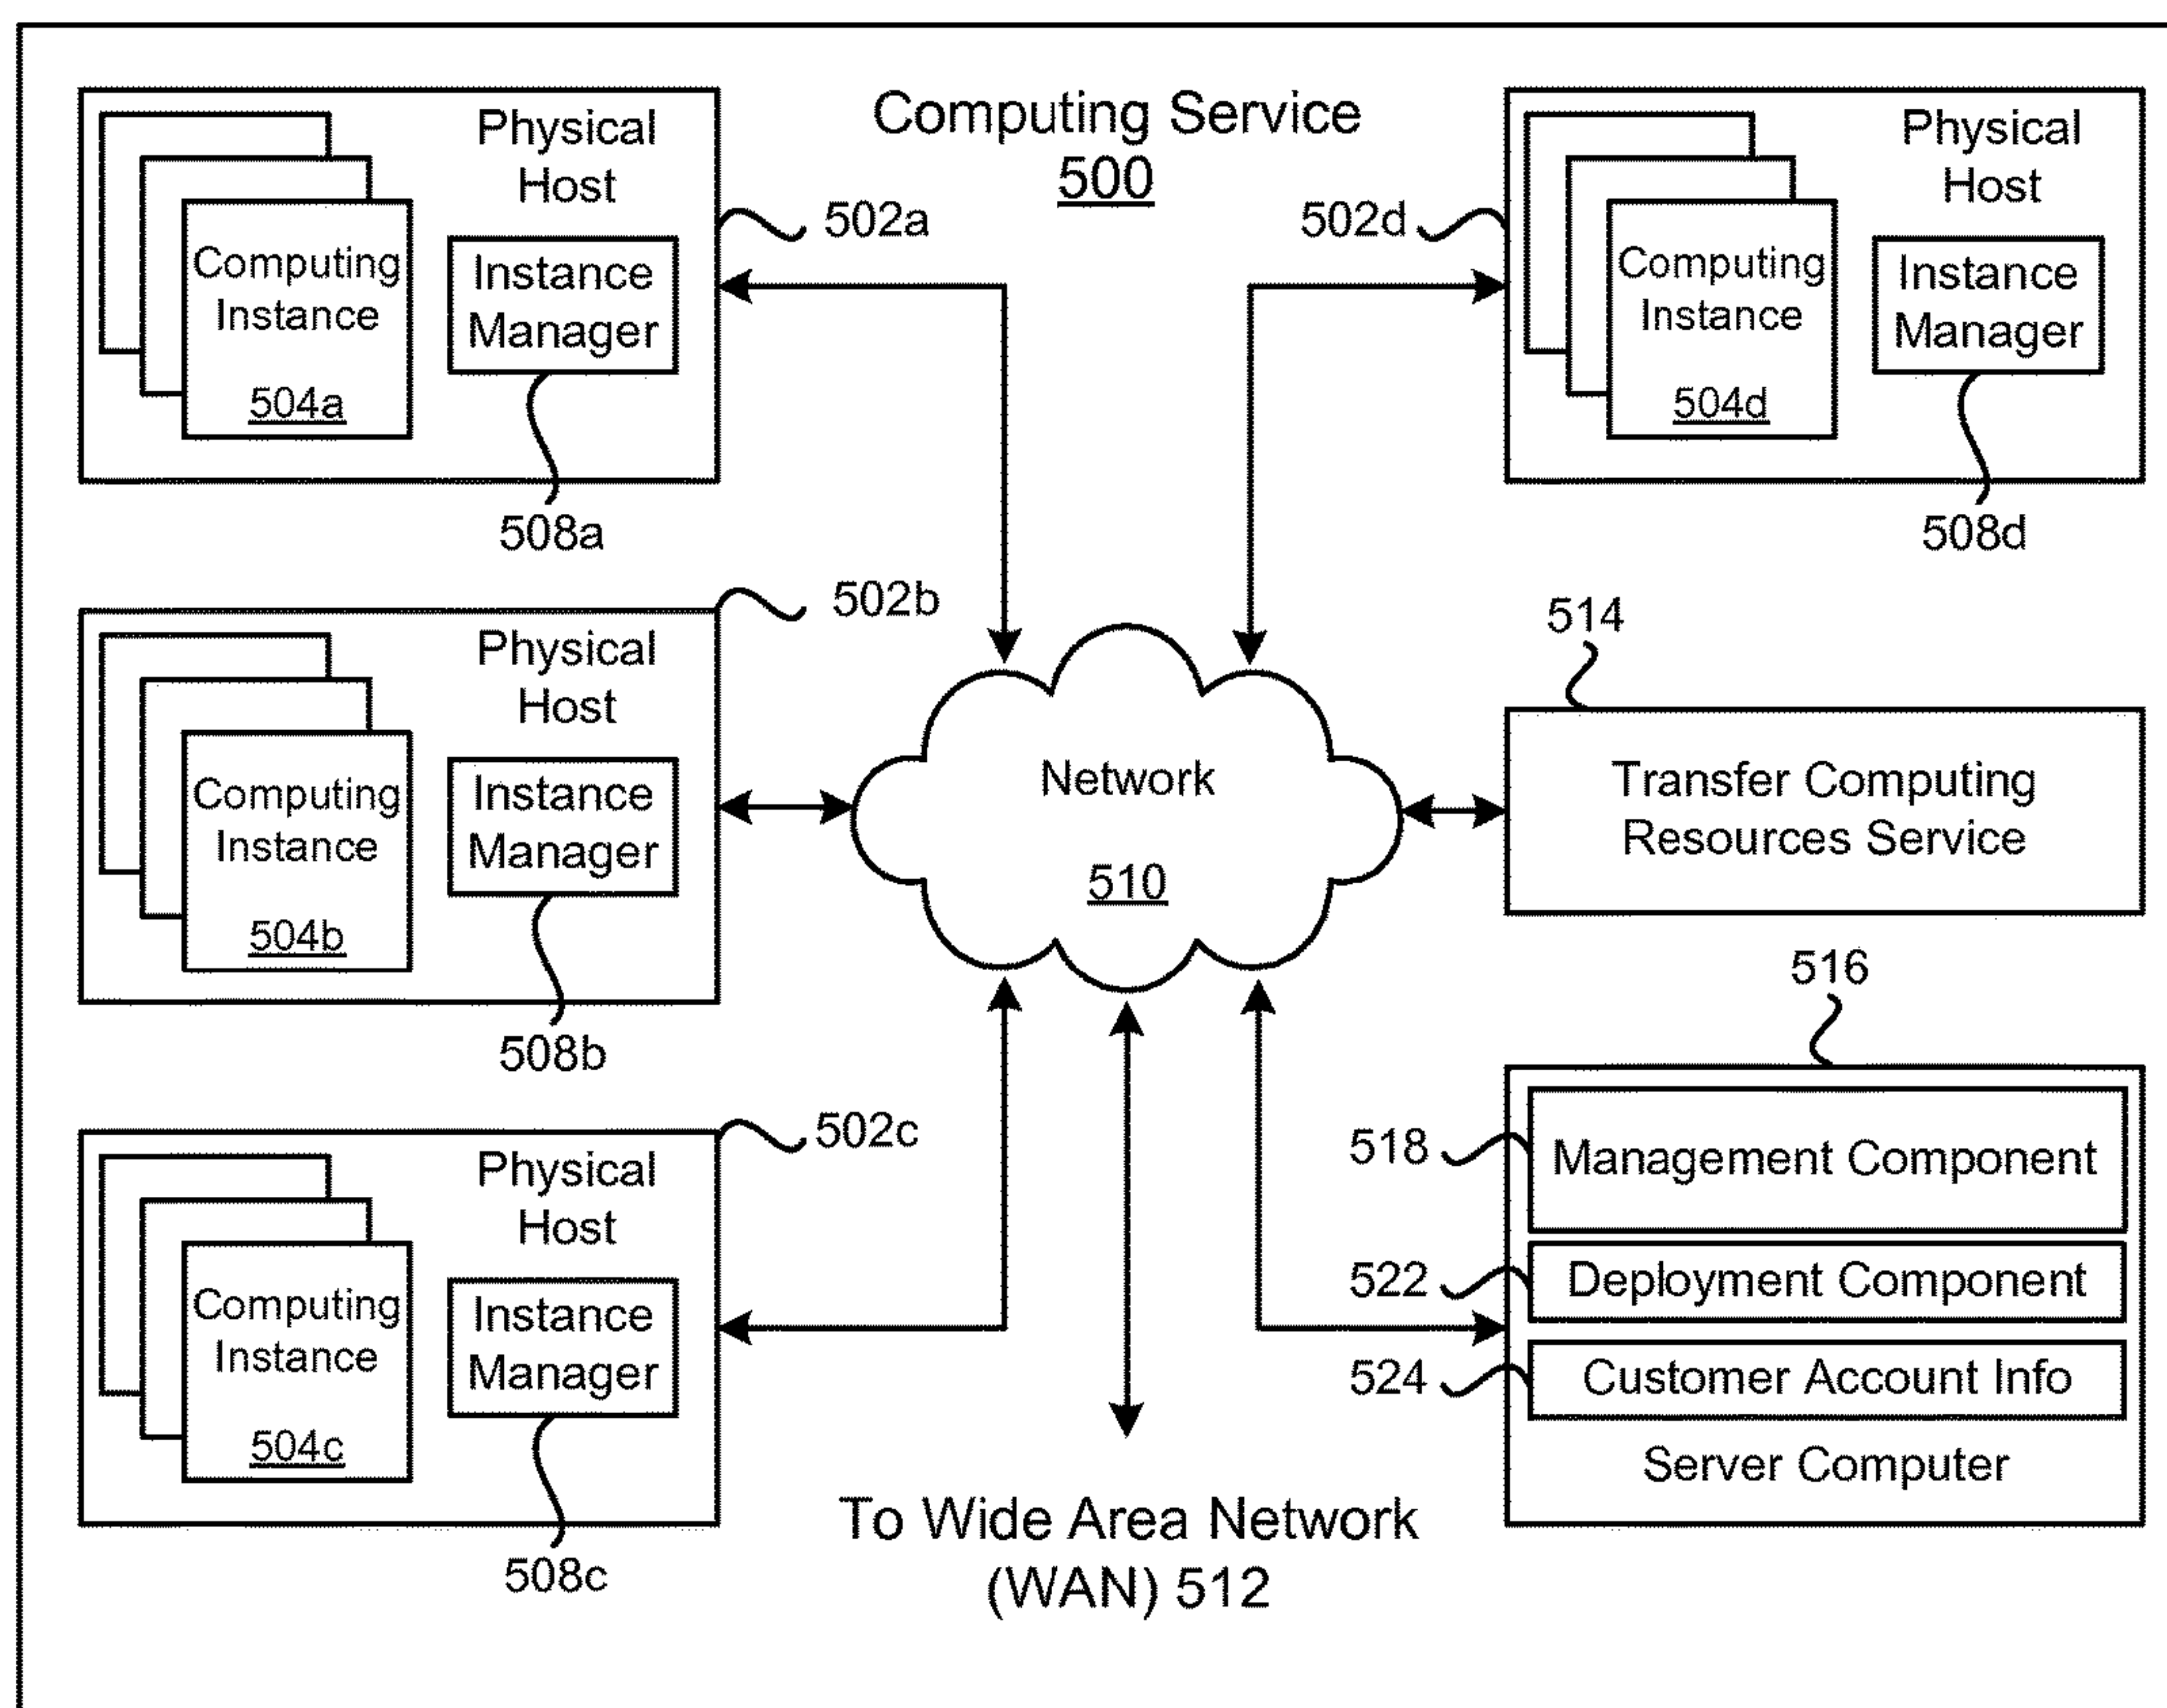 Computing Service
500
Physical
Host
502a
Computing
Instance
504a
Instance
Manager
508a
Physical
Host
502d
Computing
Instance
504d
Instance
Manager
508d
Physical
Host
502b
Computing
Instance
504b
Instance
Manager
508b
Network
510
514
Transfer Computing
Resources Service
Physical
Host
502c
Computing
Instance
504c
Instance
Manager
508c
516
518
Management Component
522
Deployment Component
524
Customer Account Info
Server Computer
To Wide Area Network
(WAN) 512